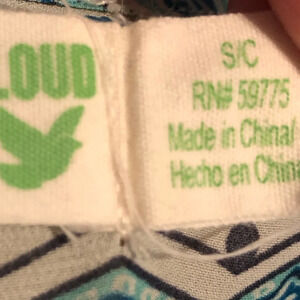 LOUD
S/C
RN# 59775
Made in China/
Hecho en China